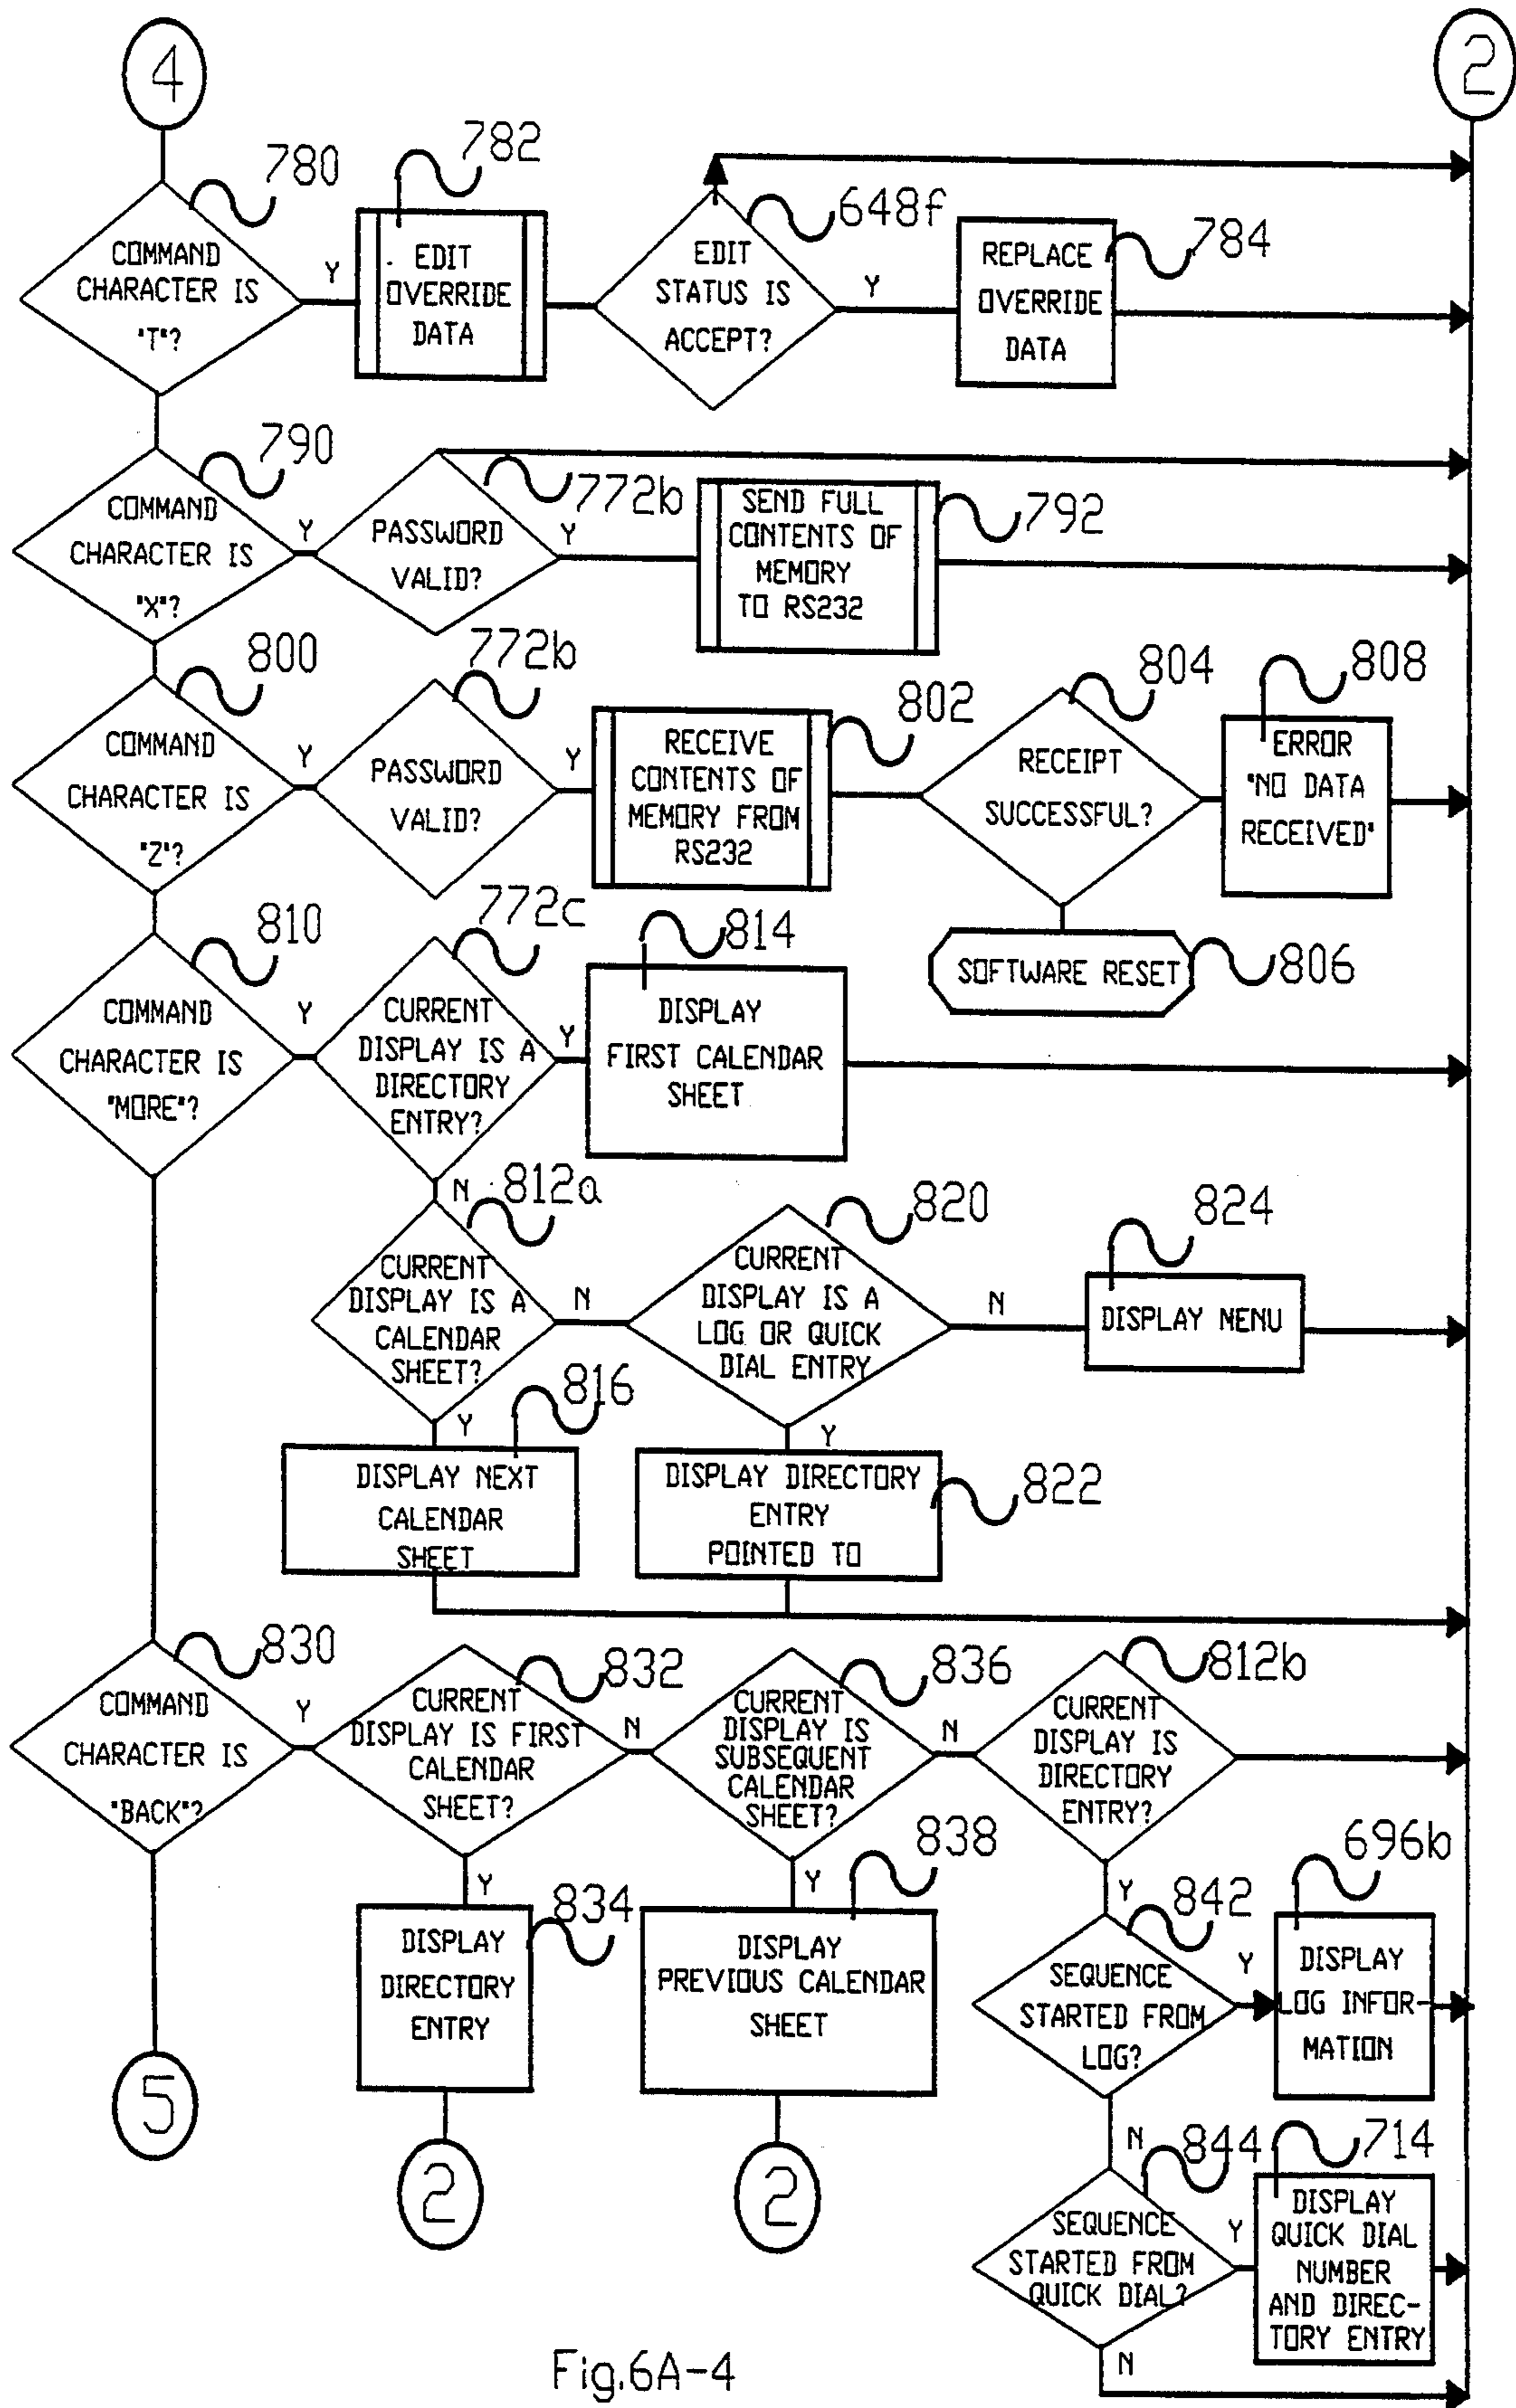 4
2
780
782
648f
784
COMMAND
CHARACTER IS
"T"?
Y
EDIT
OVERRIDE
DATA
EDIT
STATUS IS
ACCEPT?
Y
REPLACE
OVERRIDE
DATA
790
772b
792
COMMAND
CHARACTER IS
"X"?
Y
PASSWORD
VALID?
Y
SEND FULL
CONTENTS OF
MEMORY
TO RS232
800
772b
802
804
808
COMMAND
CHARACTER IS
"Z"?
Y
PASSWORD
VALID?
Y
RECEIVE
CONTENTS OF
MEMORY FROM
RS232
RECEIPT
SUCCESSFUL?
ERROR
"NO DATA
RECEIVED"
SOFTWARE RESET
806
810
772c
814
COMMAND
CHARACTER IS
"MORE"?
Y
CURRENT
DISPLAY IS A
DIRECTORY
ENTRY?
Y
DISPLAY
FIRST CALENDAR
SHEET
N
812a
820
824
CURRENT
DISPLAY IS A
CALENDAR
SHEET?
N
CURRENT
DISPLAY IS A
LOG OR QUICK
DIAL ENTRY
N
DISPLAY MENU
Y
816
Y
DISPLAY NEXT
CALENDAR
SHEET
DISPLAY DIRECTORY
ENTRY
POINTED TO
822
830
832
836
812b
COMMAND
CHARACTER IS
"BACK"?
Y
CURRENT
DISPLAY IS FIRST
CALENDAR
SHEET?
N
CURRENT
DISPLAY IS
SUBSEQUENT
CALENDAR
SHEET?
N
CURRENT
DISPLAY IS
DIRECTORY
ENTRY?
Y
834
Y
838
Y
842
696b
DISPLAY
DIRECTORY
ENTRY
DISPLAY
PREVIOUS CALENDAR
SHEET
SEQUENCE
STARTED FROM
LOG?
Y
DISPLAY
LOG INFOR-
MATION
5
2
2
N
844
714
SEQUENCE
STARTED FROM
QUICK DIAL?
Y
DISPLAY
QUICK DIAL
NUMBER
AND DIREC-
TORY ENTRY
N
Fig.6A-4